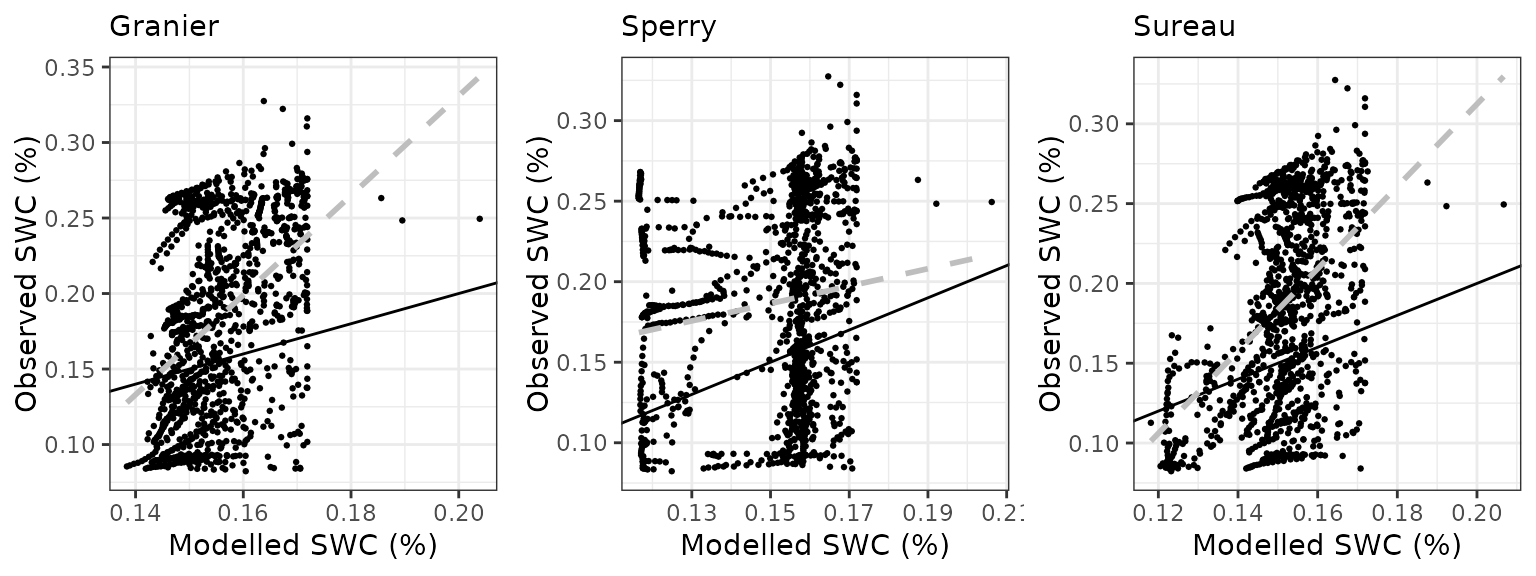 Granier
Observed SWC (%)
0.35
0.30
0.25
0.20
0.15
0.10
0.14 0.16 0.18 0.20
Modelled SWC (%)
Sperry
Observed SWC (%)
0.30
0.25
0.20
0.15
0.10
0.13 0.15 0.17 0.19 0.21
Modelled SWC (%)
Sureau
Observed SWC (%)
0.30
0.25
0.20
0.15
0.10
0.12 0.14 0.16 0.18 0.20
Modelled SWC (%)